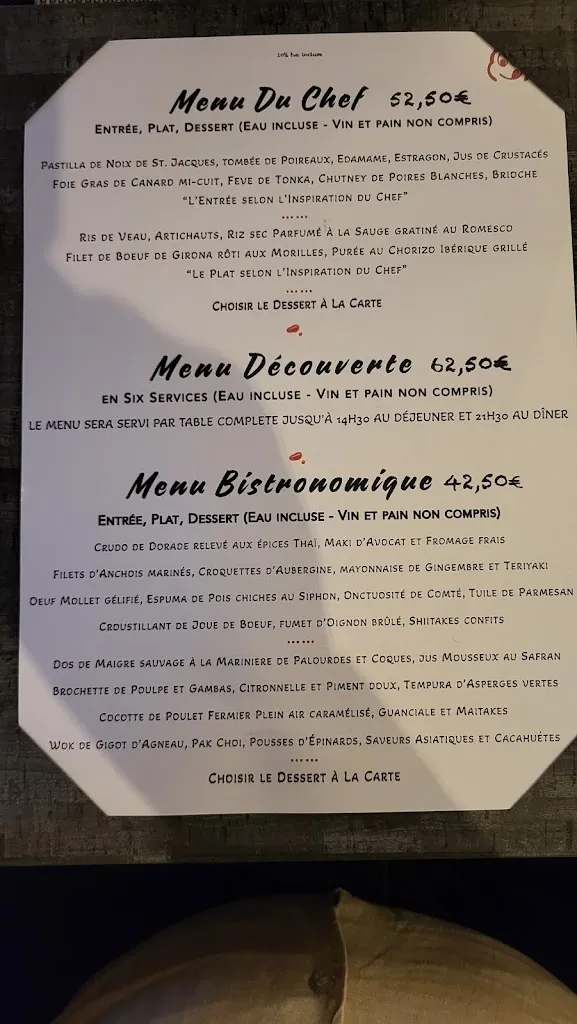 10% tva incluse
Menu Du Chef 52,50€
Entrée, Plat, Dessert (Eau incluse - Vin et pain non compris)
Pastilla de Noix de St. Jacques, tombée de Poireaux, Edamame, Estragon, Jus de Crustacés
Foie Gras de Canard mi-cuit, Feve de Tonka, Chutney de Poires Blanches, Brioche
"L'Entrée selon l'Inspiration du Chef"
......
Ris de Veau, Artichauts, Riz sec Parfumé à la Sauge gratiné au Romesco
Filet de Boeuf de Girona rôti aux Morilles, Purée au Chorizo Ibérique grillé
"Le Plat selon l'Inspiration du Chef"
......
Choisir le Dessert à La Carte
Menu Découverte 62,50€
en Six Services (Eau incluse - Vin et pain non compris)
LE MENU SERA SERVI PAR TABLE COMPLETE JUSQU'À 14H30 AU DÉJEUNER ET 21H30 AU DÎNER
Menu Bistronomique 42,50€
Entrée, Plat, Dessert (Eau incluse - Vin et pain non compris)
Crudo de Dorade relevé aux épices Thaï, Maki d'Avocat et Fromage frais
Filets d'Anchois marinés, Croquettes d'Aubergine, mayonnaise de Gingembre et Teriyaki
Oeuf Mollet gélifié, Espuma de Pois chiches au Siphon, Onctuosité de Comté, Tuile de Parmesan
Croustillant de Joue de Boeuf, fumet d'Oignon brûlé, Shiitakes confits
......
Dos de Maigre sauvage à la Mariniere de Palourdes et Coques, jus Mousseux au Safran
Brochette de Poulpe et Gambas, Citronnelle et Piment doux, Tempura d'Asperges vertes
Cocotte de Poulet Fermier Plein air caramélisé, Guanciale et Maitakes
Wok de Gigot d'Agneau, Pak Choi, Pousses d'Épinards, Saveurs Asiatiques et Cacahuètes
......
Choisir le Dessert à La Carte